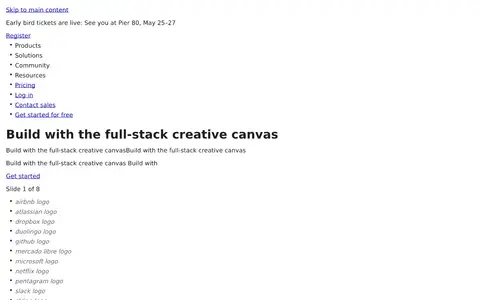 Skip to main content
Early bird tickets are live: See you at Pier 80, May 25–27
Register
Products
Solutions
Community
Resources
Pricing
Log in
Contact sales
Get started for free
Build with the full-stack creative canvas
Build with the full-stack creative canvasBuild with the full-stack creative canvas
Build with the full-stack creative canvas Build with
Get started
Slide 1 of 8
airbnb logo
atlassian logo
dropbox logo
duolingo logo
github logo
mercado libre logo
microsoft logo
netflix logo
pentagram logo
slack logo